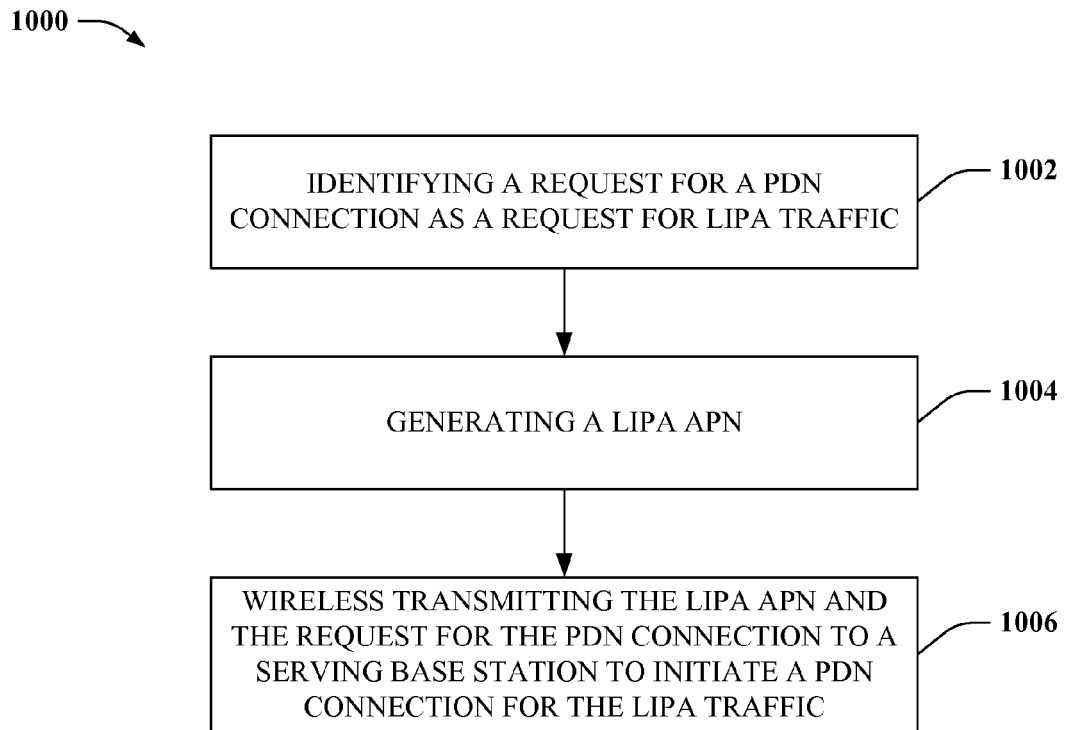 1000
IDENTIFYING A REQUEST FOR A PDN
CONNECTION AS A REQUEST FOR LIPA TRAFFIC
1002
GENERATING A LIPA APN
1004
WIRELESS TRANSMITTING THE LIPA APN AND
THE REQUEST FOR THE PDN CONNECTION TO A
SERVING BASE STATION TO INITIATE A PDN
CONNECTION FOR THE LIPA TRAFFIC
1006